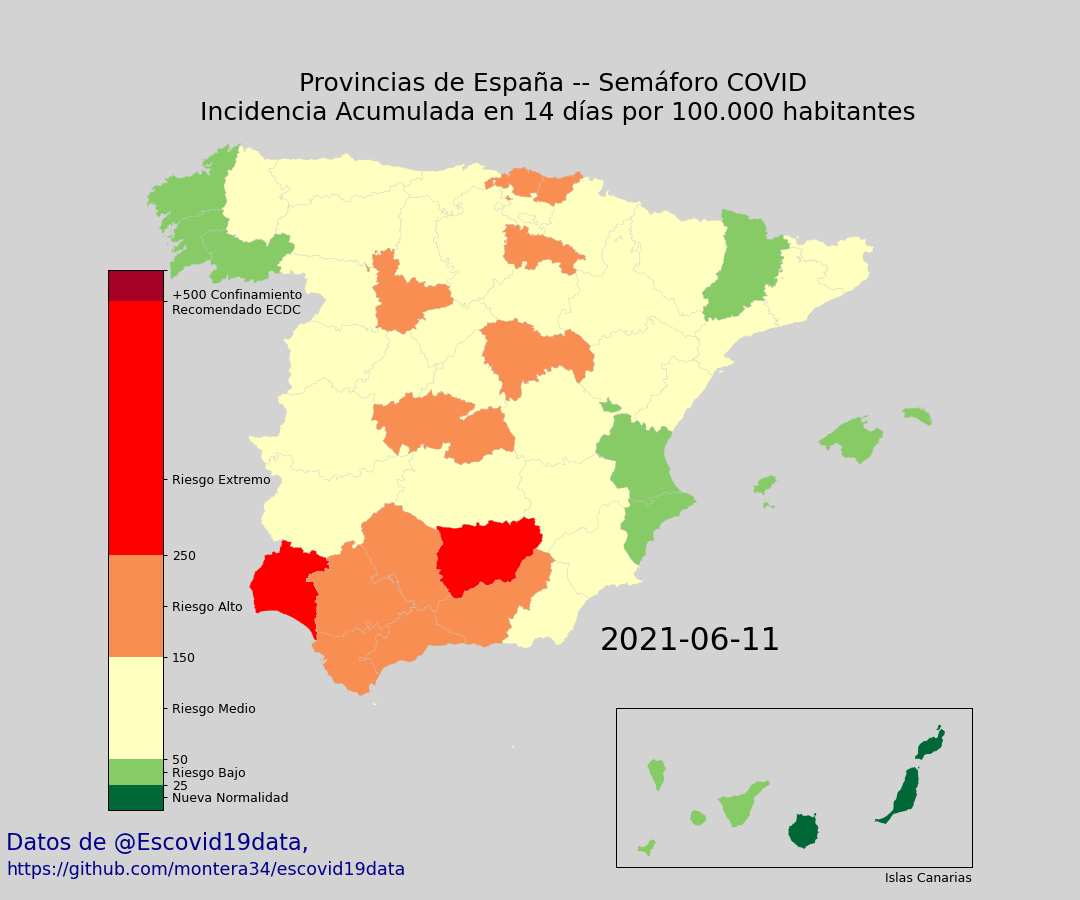 Provincias de España -- Semáforo COVID
Incidencia Acumulada en 14 días por 100.000 habitantes
+500 Confinamiento
Recomendado ECDC
Riesgo Extremo
250
Riesgo Alto
150
Riesgo Medio
50
Riesgo Bajo
25
Nueva Normalidad
2021-06-11
Islas Canarias
Datos de @Escovid19data,
https://github.com/montera34/escovid19data